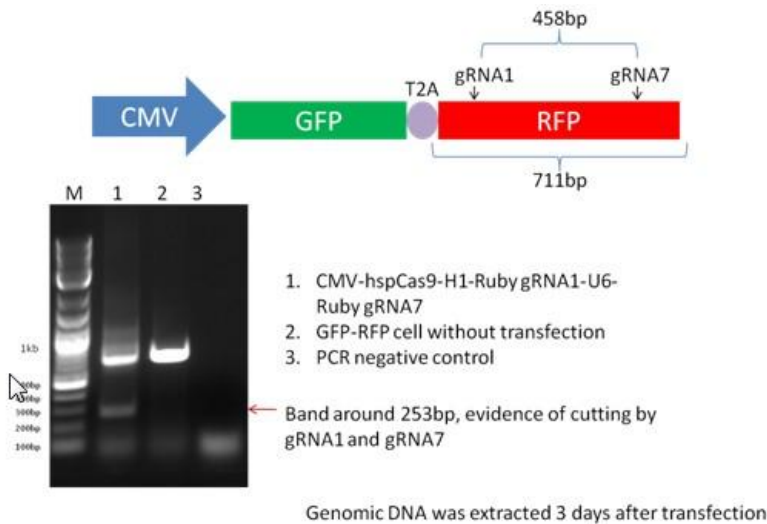 458bp
gRNA1
gRNA7
T2A
CMV
GFP
RFP
711bp
M 1 2 3
1kb
300bp
200bp
100bp
1. CMV-hspCas9-H1-Ruby gRNA1-U6-
Ruby gRNA7
2. GFP-RFP cell without transfection
3. PCR negative control
Band around 253bp, evidence of cutting by
gRNA1 and gRNA7
Genomic DNA was extracted 3 days after transfection